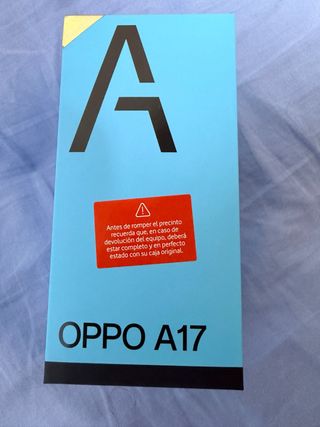 A
Antes de romper el precinto
recuerda que, en caso de
devolución del equipo, deberá
estar completo y en perfecto
estado con su caja original.
OPPO A17